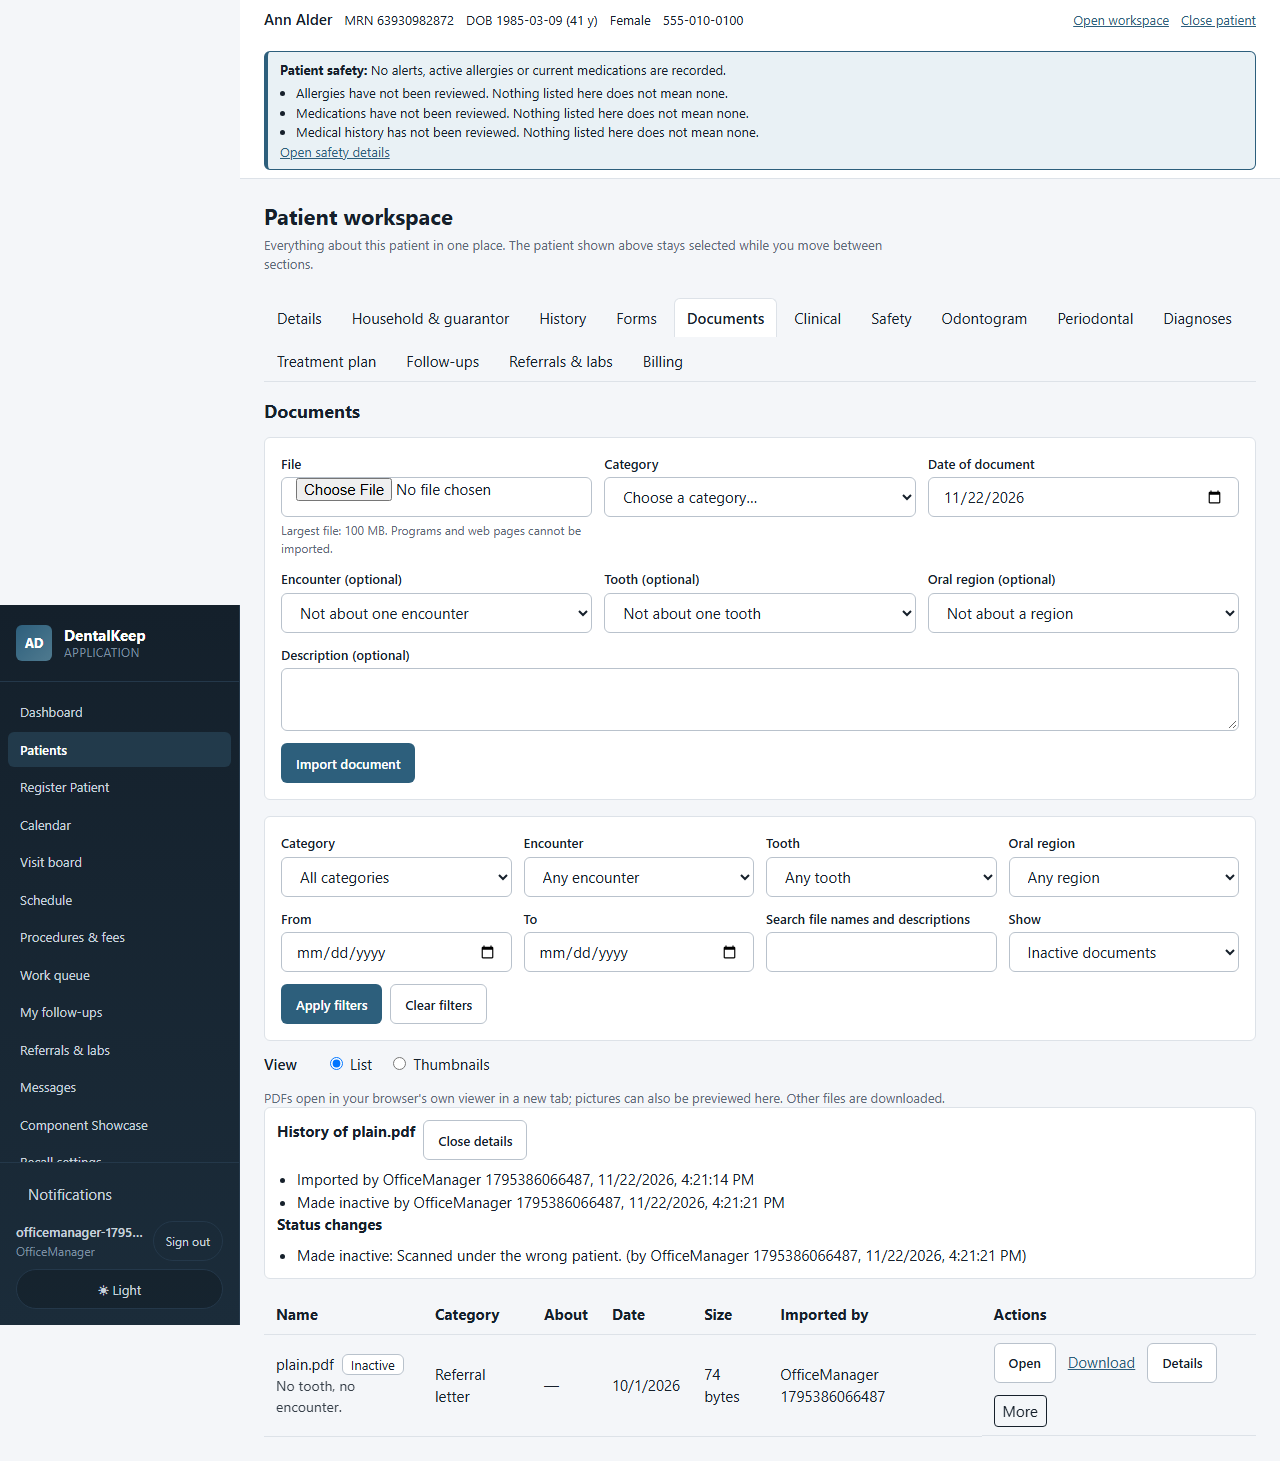 Ann Alder MRN 63930982872 DOB 1985-03-09 (41 y) Female 555-010-0100 Open workspace Close patient
Patient safety: No alerts, active allergies or current medications are recorded.
Allergies have not been reviewed. Nothing listed here does not mean none.
Medications have not been reviewed. Nothing listed here does not mean none.
Medical history has not been reviewed. Nothing listed here does not mean none.
Open safety details
Patient workspace
Everything about this patient in one place. The patient shown above stays selected while you move between
sections.
Details Household & guarantor History Forms Documents Clinical Safety Odontogram Periodontal Diagnoses
Treatment plan Follow-ups Referrals & labs Billing
Documents
File Category Date of document
Choose File No file chosen Choose a category... 11/22/2026
Largest file: 100 MB. Programs and web pages cannot be
imported.
Encounter (optional) Tooth (optional) Oral region (optional)
Not about one encounter Not about one tooth Not about a region
Description (optional)
Import document
Category Encounter Tooth Oral region
All categories Any encounter Any tooth Any region
From To Search file names and descriptions Show
mm/dd/yyyy mm/dd/yyyy Inactive documents
Apply filters Clear filters
View List Thumbnails
PDFs open in your browser's own viewer in a new tab; pictures can also be previewed here. Other files are downloaded.
History of plain.pdf Close details
Imported by OfficeManager 1795386066487, 11/22/2026, 4:21:14 PM
Made inactive by OfficeManager 1795386066487, 11/22/2026, 4:21:21 PM
Status changes
Made inactive: Scanned under the wrong patient. (by OfficeManager 1795386066487, 11/22/2026, 4:21:21 PM)
Name Category About Date Size Imported by Actions
plain.pdf Inactive
No tooth, no
encounter.
Referral
letter
—
10/1/2026
74
bytes
OfficeManager
1795386066487
Open Download Details
More
AD DentalKeep
APPLICATION
Dashboard
Patients
Register Patient
Calendar
Visit board
Schedule
Procedures & fees
Work queue
My follow-ups
Referrals & labs
Messages
Component Showcase
Recall settings
Notifications
officemanager-1795...
OfficeManager
Sign out
☀ Light